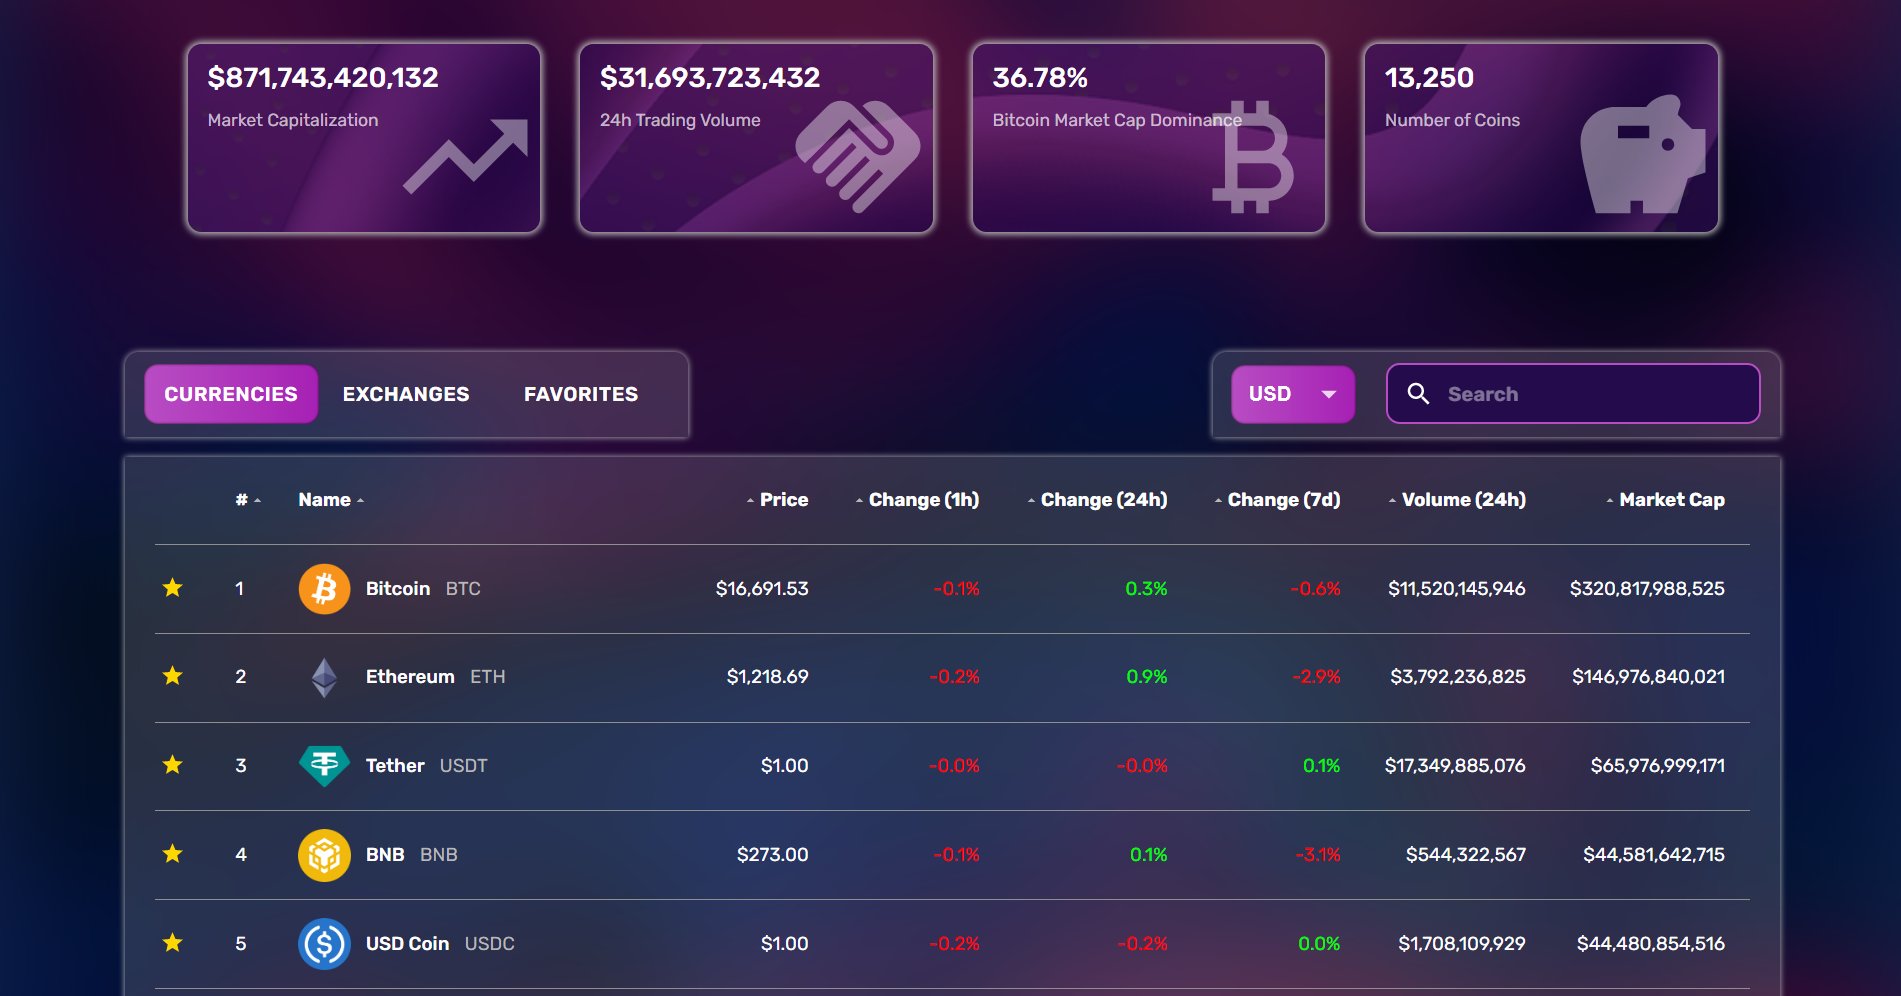 $871,743,420,132
Market Capitalization
$31,693,723,432
24h Trading Volume
36.78%
Bitcoin Market Cap Dominance
13,250
Number of Coins
CURRENCIES EXCHANGES FAVORITES
USD Search
# Name Price Change (1h) Change (24h) Change (7d) Volume (24h) Market Cap
1 Bitcoin BTC $16,691.53 -0.1% 0.3% -0.6% $11,520,145,946 $320,817,988,525
2 Ethereum ETH $1,218.69 -0.2% 0.9% -2.9% $3,792,236,825 $146,976,840,021
3 Tether USDT $1.00 -0.0% -0.0% 0.1% $17,349,885,076 $65,976,999,171
4 BNB BNB $273.00 -0.1% 0.1% -3.1% $544,322,567 $44,581,642,715
5 USD Coin USDC $1.00 -0.2% -0.2% 0.0% $1,708,109,929 $44,480,854,516